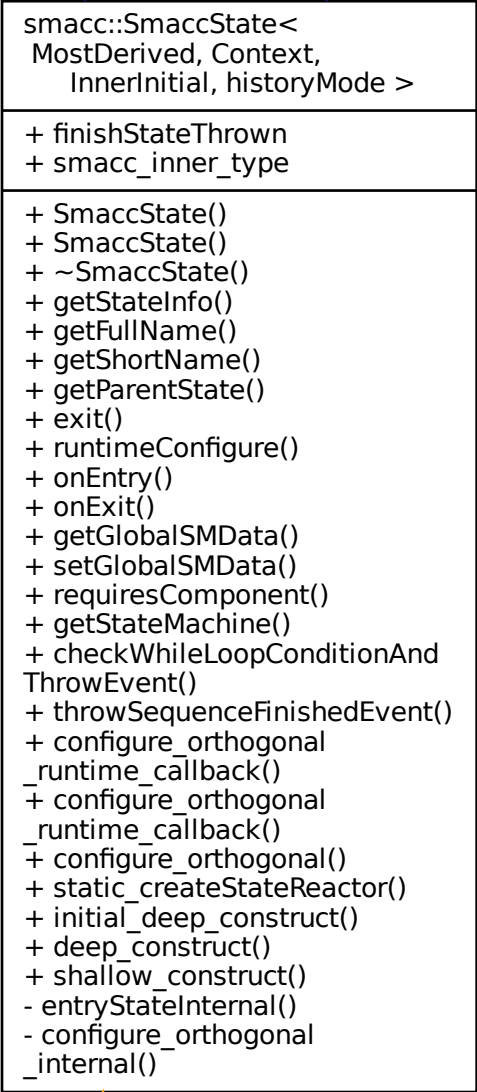 smacc::SmaccState<
MostDerived, Context,
InnerInitial, historyMode >
+ finishStateThrown
+ smacc_inner_type
+ SmaccState()
+ SmaccState()
+ ~SmaccState()
+ getStateInfo()
+ getFullName()
+ getShortName()
+ getParentState()
+ exit()
+ runtimeConfigure()
+ onEntry()
+ onExit()
+ getGlobalSMData()
+ setGlobalSMData()
+ requiresComponent()
+ getStateMachine()
+ checkWhileLoopConditionAnd
ThrowEvent()
+ throwSequenceFinishedEvent()
+ configure_orthogonal
_runtime_callback()
+ configure_orthogonal
_runtime_callback()
+ configure_orthogonal()
+ static_createStateReactor()
+ initial_deep_construct()
+ deep_construct()
+ shallow_construct()
- entryStateInternal()
- configure_orthogonal
_internal()